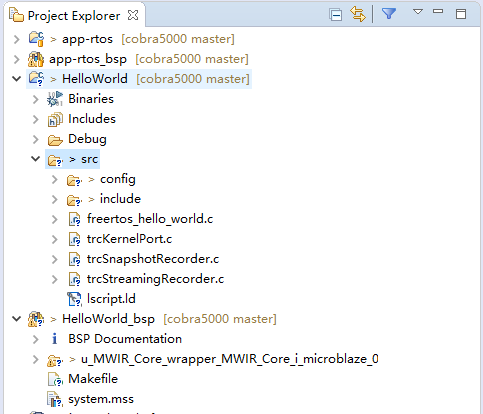 Project Explorer
> app-rtos [cobra5000 master]
app-rtos_bsp [cobra5000 master]
> HelloWorld [cobra5000 master]
Binaries
Includes
Debug
> src
> config
> include
freertos_hello_world.c
trcKernelPort.c
trcSnapshotRecorder.c
trcStreamingRecorder.c
lscript.ld
> HelloWorld_bsp [cobra5000 master]
BSP Documentation
> u_MWIR_Core_wrapper_MWIR_Core_i_microblaze_0
Makefile
system.mss